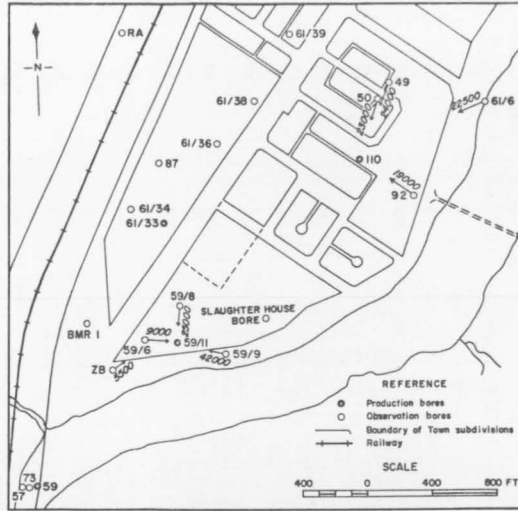 RA
61/39
-N-
49
50
61/38
22500
61/6
23000
61/36
110
87
19000
92
61/34
61/33
59/8
SLAUGHTER HOUSE
BORE
BMR 1
9000
59/6
59/11
59/9
42000
ZB
REFERENCE
Production bores
Observation bores
Boundary of Town subdivisions
Railway
SCALE
73
57
59
400
0
400
800 FT